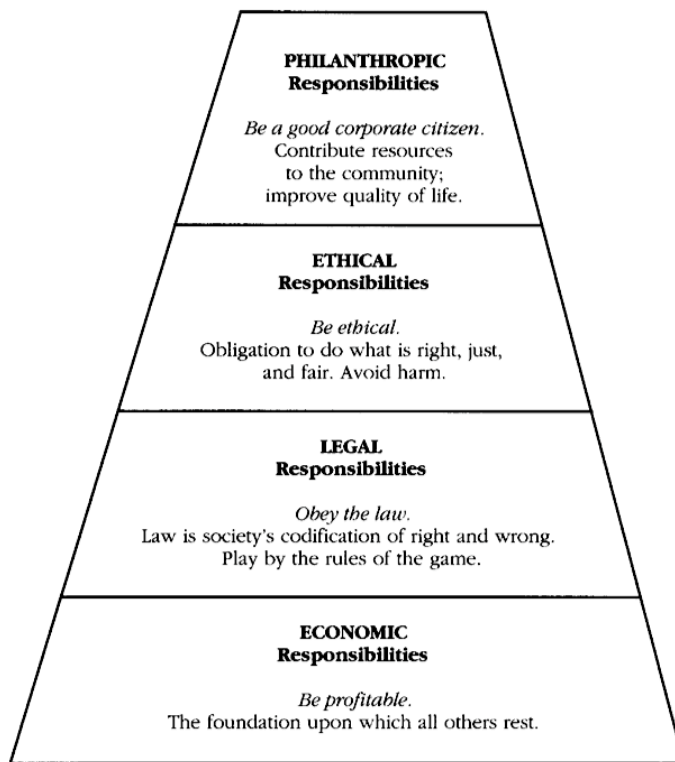 PHILANTHROPIC
Responsibilities
Be a good corporate citizen.
Contribute resources
to the community;
improve quality of life.
ETHICAL
Responsibilities
Be ethical.
Obligation to do what is right, just,
and fair. Avoid harm.
LEGAL
Responsibilities
Obey the law.
Law is society's codification of right and wrong.
Play by the rules of the game.
ECONOMIC
Responsibilities
Be profitable.
The foundation upon which all others rest.